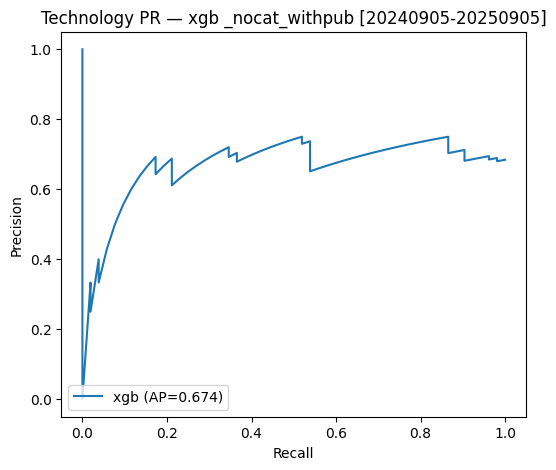 Technology PR — xgb _nocat_withpub [20240905-20250905]
1.0
0.8
0.6
0.4
0.2
0.0
Precision
xgb (AP=0.674)
0.0 0.2 0.4 0.6 0.8 1.0
Recall